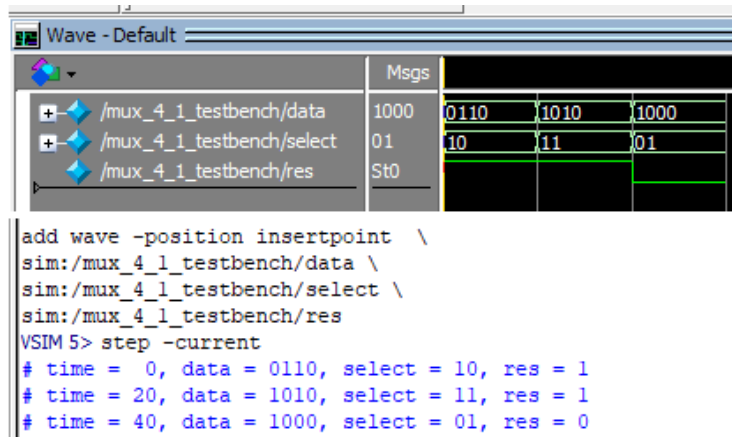 Wave - Default
Msgs
/mux_4_1_testbench/data 1000 0110 1010 1000
/mux_4_1_testbench/select 01 10 11 01
/mux_4_1_testbench/res St0
add wave -position insertpoint \
sim:/mux_4_1_testbench/data \
sim:/mux_4_1_testbench/select \
sim:/mux_4_1_testbench/res
VSIM 5> step -current
# time =  0, data = 0110, select = 10, res = 1
# time = 20, data = 1010, select = 11, res = 1
# time = 40, data = 1000, select = 01, res = 0